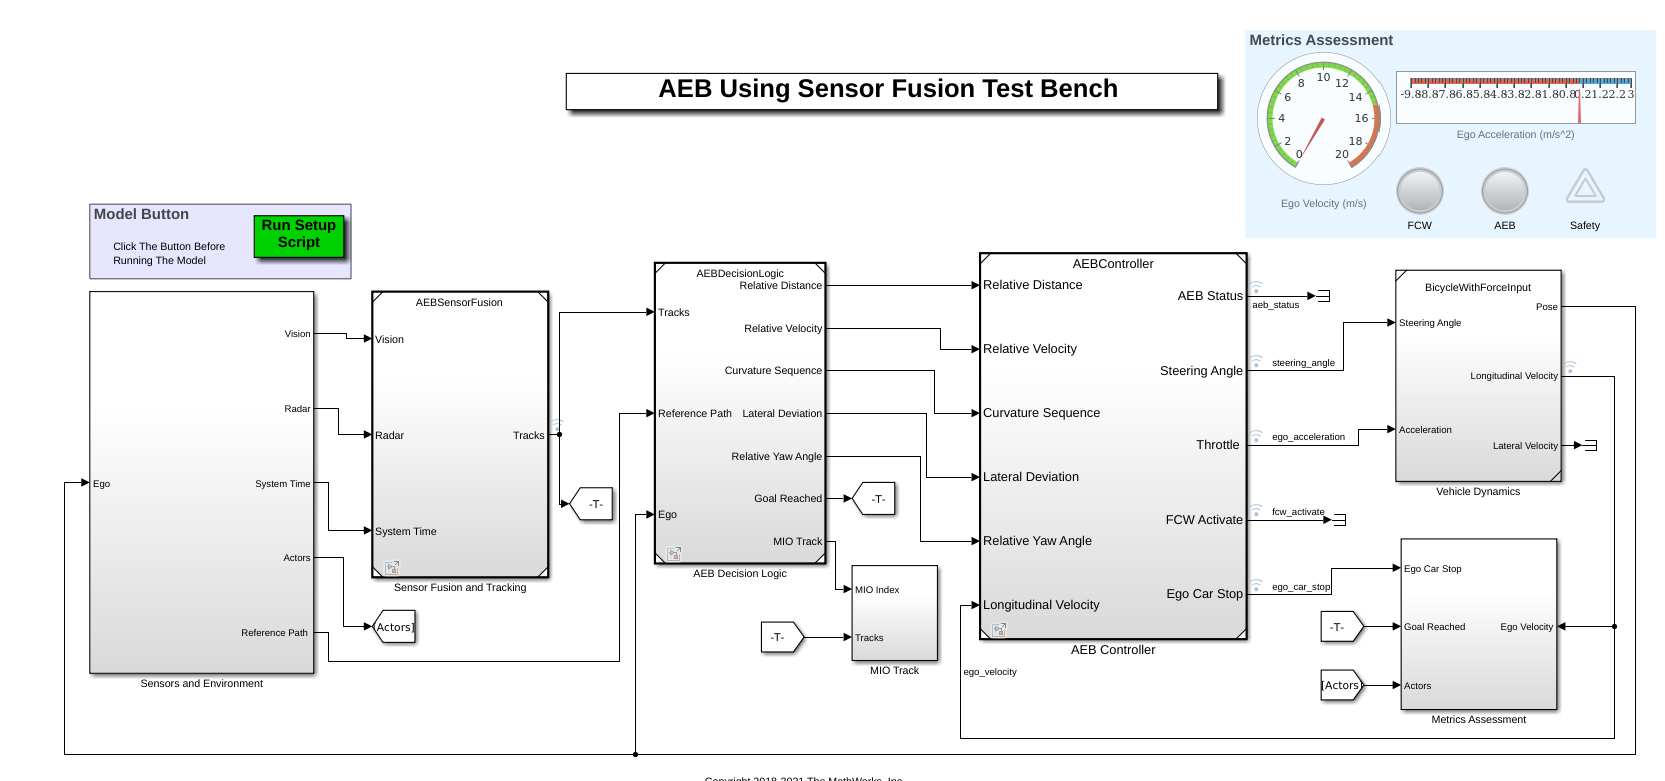 Metrics Assessment
AEB Using Sensor Fusion Test Bench
0
2
4
6
8
10
12
14
16
18
20
Ego Velocity (m/s)
Ego Acceleration (m/s^2)
FCW
AEB
Safety
Model Button
Click The Button Before
Running The Model
Run Setup
Script
Ego
Vision
Radar
System Time
Actors
Reference Path
Sensors and Environment
AEBSensorFusion
Vision
Radar
System Time
Tracks
Sensor Fusion and Tracking
-T-
[Actors]
AEBDecisionLogic
Tracks
Reference Path
Ego
Relative Distance
Relative Velocity
Curvature Sequence
Lateral Deviation
Relative Yaw Angle
Goal Reached
MIO Track
AEB Decision Logic
-T-
MIO Index
Tracks
MIO Track
-T-
AEBController
Relative Distance
Relative Velocity
Curvature Sequence
Lateral Deviation
Relative Yaw Angle
Longitudinal Velocity
AEB Status
Steering Angle
Throttle
FCW Activate
Ego Car Stop
AEB Controller
ego_velocity
aeb_status
steering_angle
ego_acceleration
fcw_activate
ego_car_stop
BicycleWithForceInput
Steering Angle
Acceleration
Pose
Longitudinal Velocity
Lateral Velocity
Vehicle Dynamics
Ego Car Stop
Goal Reached
Actors
Ego Velocity
Metrics Assessment
-T-
[Actors]
Copyright 2018-2021 The MathWorks, Inc.